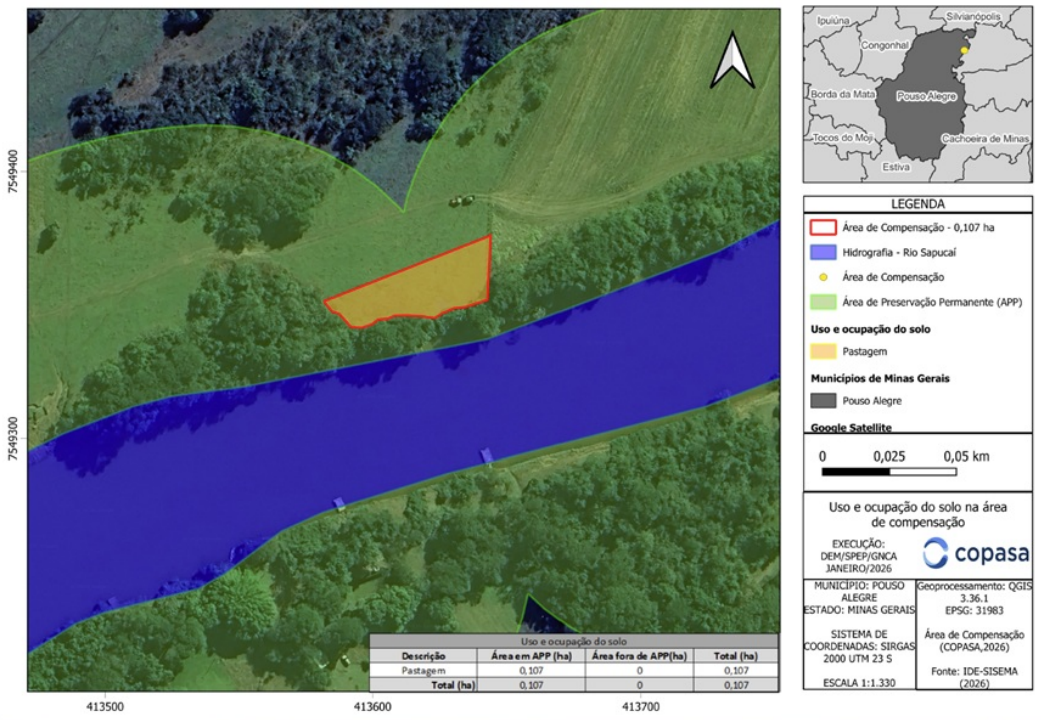 7549400
7549300
413500
413600
413700
Uso e ocupação do solo
Descrição Área em APP (ha) Área fora de APP(ha) Total (ha)
Pastagem 0,107 0 0,107
Total (ha) 0,107 0 0,107
Ipuiúna
Silvianópolis
Congonhal
Borda da Mata
Pouso Alegre
Tocos do Moji
Cachoeira de Minas
Estiva
LEGENDA
Área de Compensação - 0,107 ha
Hidrografia - Rio Sapucaí
Área de Compensação
Área de Preservação Permanente (APP)
Uso e ocupação do solo
Pastagem
Municípios de Minas Gerais
Pouso Alegre
Google Satellite
0 0,025 0,05 km
Uso e ocupação do solo na área
de compensação
EXECUÇÃO:
DEM/SPEP/GNCA
JANEIRO/2026
copasa
MUNICÍPIO: POUSO
ALEGRE
ESTADO: MINAS GERAIS
SISTEMA DE
COORDENADAS: SIRGAS
2000 UTM 23 S
ESCALA 1:1.330
Geoprocessamento: QGIS
3.36.1
EPSG: 31983
Área de Compensação
(COPASA,2026)
Fonte: IDE-SISEMA
(2026)